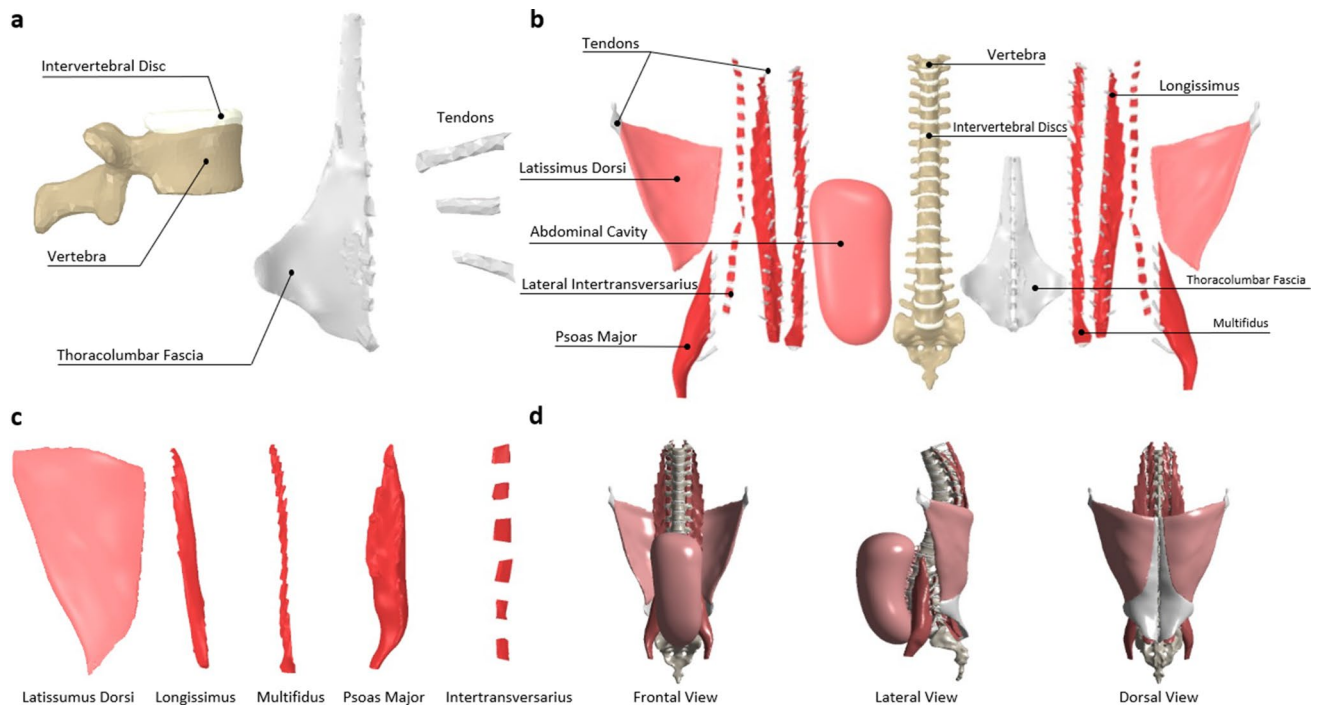 a
Intervertebral Disc
Tendons
Vertebra
Thoracolumbar Fascia
b
Tendons
Vertebra
Longissimus
Intervertebral Discs
Latissimus Dorsi
Abdominal Cavity
Lateral Intertransversarius
Thoracolumbar Fascia
Multifidus
Psoas Major
c
Latissumus Dorsi
Longissimus
Multifidus
Psoas Major
Intertransversarius
d
Frontal View
Lateral View
Dorsal View